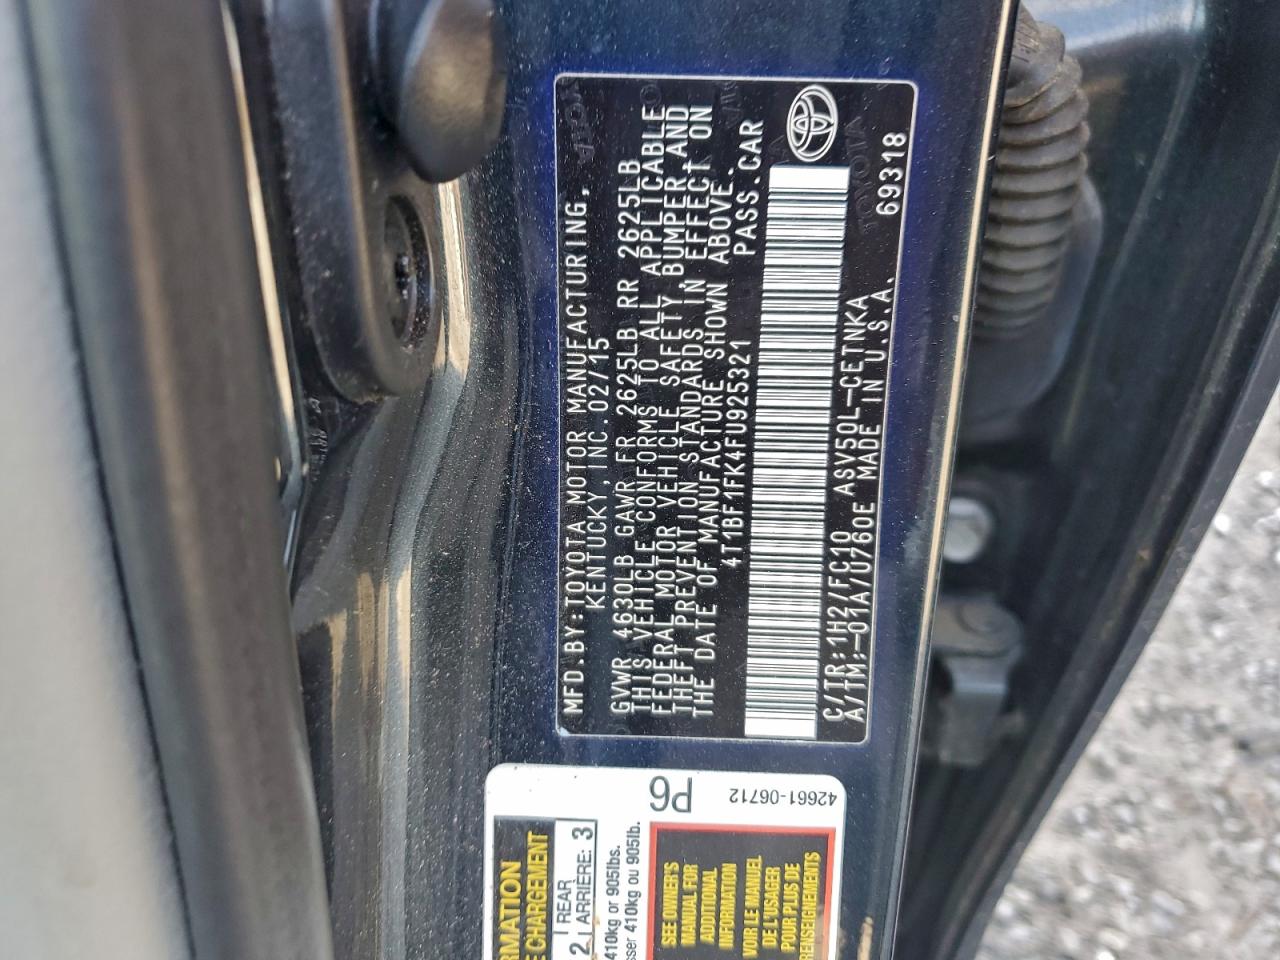 MFD.BY:TOYOTA MOTOR MANUFACTURING,
KENTUCKY,INC.02/15
GVWR 4630LB GAWR FR 2625LB RR 2625LB
THIS VEHICLE CONFORMS TO ALL APPLICABLE
FEDERAL MOTOR VEHICLE SAFETY,BUMPER,AND
THEFT PREVENTION STANDARDS IN EFFECT ON
THE DATE OF MANUFACTURE SHOWN ABOVE.
4T1BF1FK4FU925321 PASS.CAR
C/TR:1H2/FC10 ASV50L-CETNKA
A/TM:-01A/U760E MADE IN U.S.A. 69318
TOYOTA
P6
42661-06712
RMATION
E CHARGEMENT
2 REAR
ARRIÈRE: 3
410kg or 905lbs.
sser 410kg ou 905lb.
SEE OWNER'S
MANUAL FOR
ADDITIONAL
INFORMATION
VOIR LE MANUEL
DE L'USAGER
POUR PLUS DE
RENSEIGNEMENTS